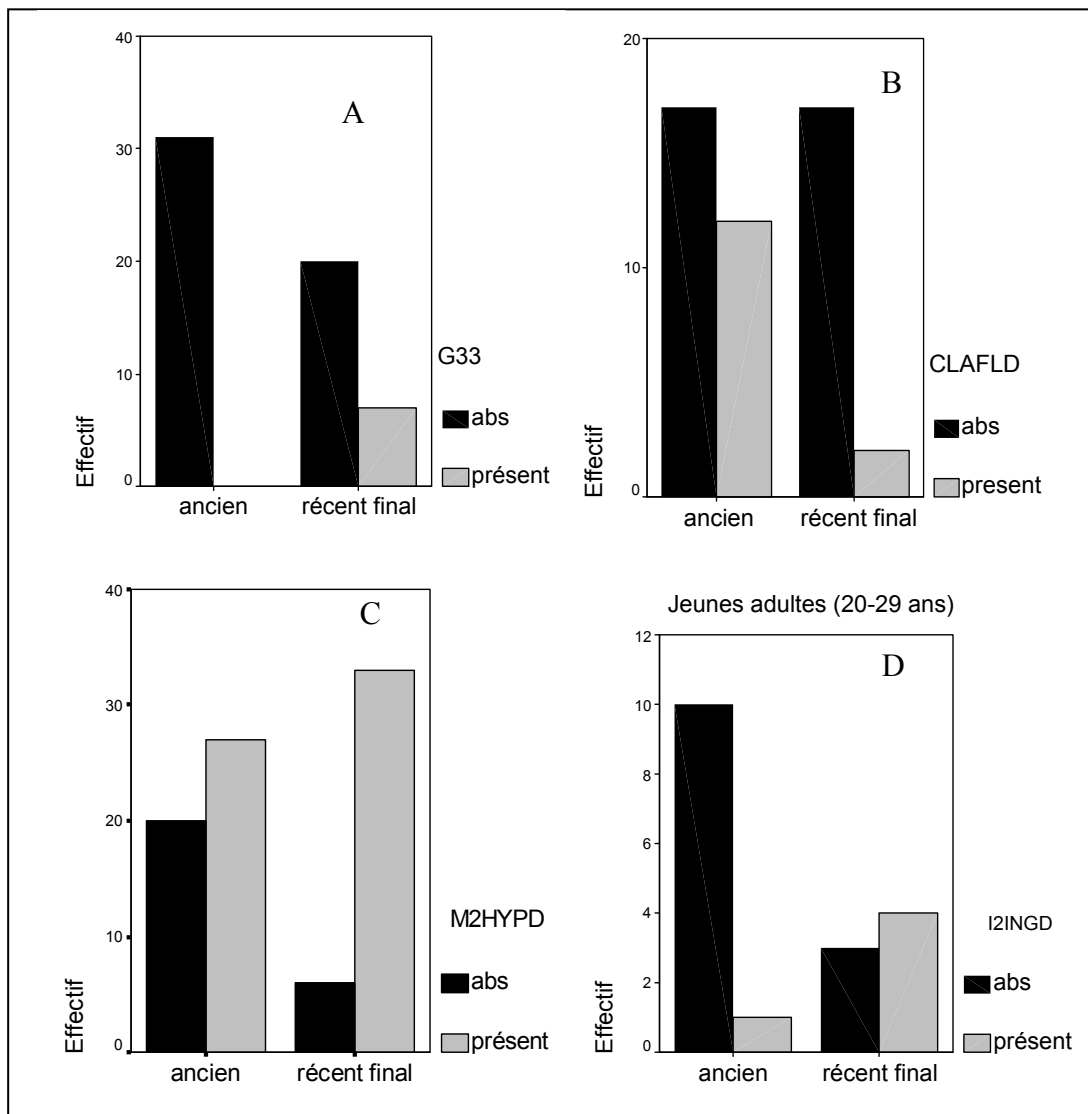 40
30
20
10
0
Effectif
A
ancien
récent final
G33
abs
présent
20
10
0
Effectif
B
ancien
récent final
CLAFLD
abs
present
40
30
20
10
0
Effectif
C
ancien
récent final
M2HYPD
abs
présent
Jeunes adultes (20-29 ans)
12
10
8
6
4
2
0
Effectif
D
ancien
récent final
I2INGD
abs
présent